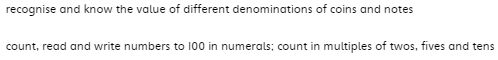 recognise and know the value of different denominations of coins and notes
count, read and write numbers to 100 in numerals; count in multiples of twos, fives and tens